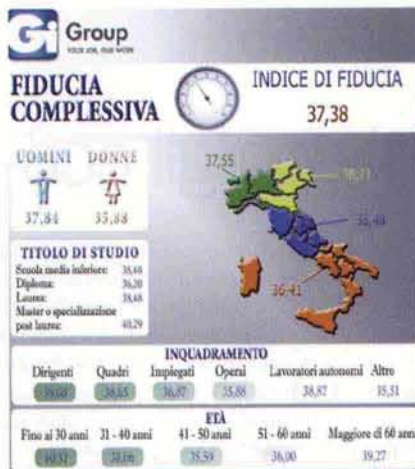 Gi Group
YOUR JOB, OUR WORK
FIDUCIA
COMPLESSIVA
INDICE DI FIDUCIA
37,38
UOMINI DONNE
37,84 35,88
37,55
36,41
TITOLO DI STUDIO
Scuola media inferiore: 35,48
Diploma: 36,20
Laurea: 38,48
Master o specializzazione
post laurea: 40,29
INQUADRAMENTO
Dirigenti Quadri Impiegati Operai Lavoratori autonomi Altro
38,65 36,87 35,88 38,87 35,51
ETÀ
Fino ai 30 anni 31 - 40 anni 41 - 50 anni 51 - 60 anni Maggiore di 60 anni
35,59 36,00 39,27